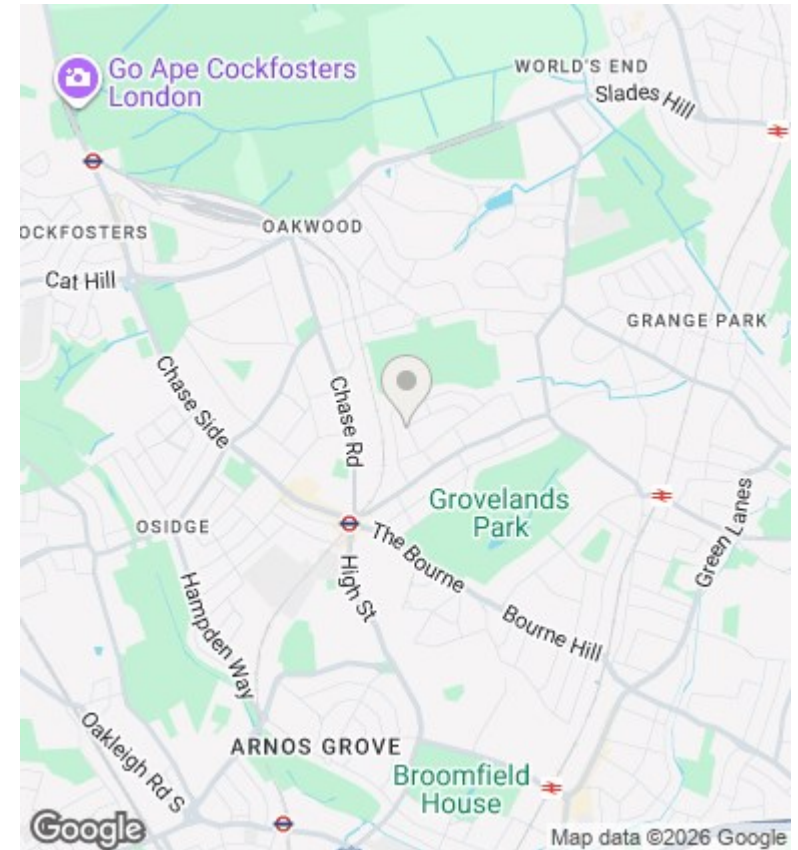 Go Ape Cockfosters
London
WORLD'S END
Slades Hill
OCKFOSTERS
OAKWOOD
Cat Hill
GRANGE PARK
Chase Side
Chase Rd
Grovelands
Park
Green Lanes
OSIDGE
The Bourne
High St
Hampden Way
Bourne Hill
Oakleigh Rd S
ARNOS GROVE
Broomfield
House
Google
Map data ©2026 Google